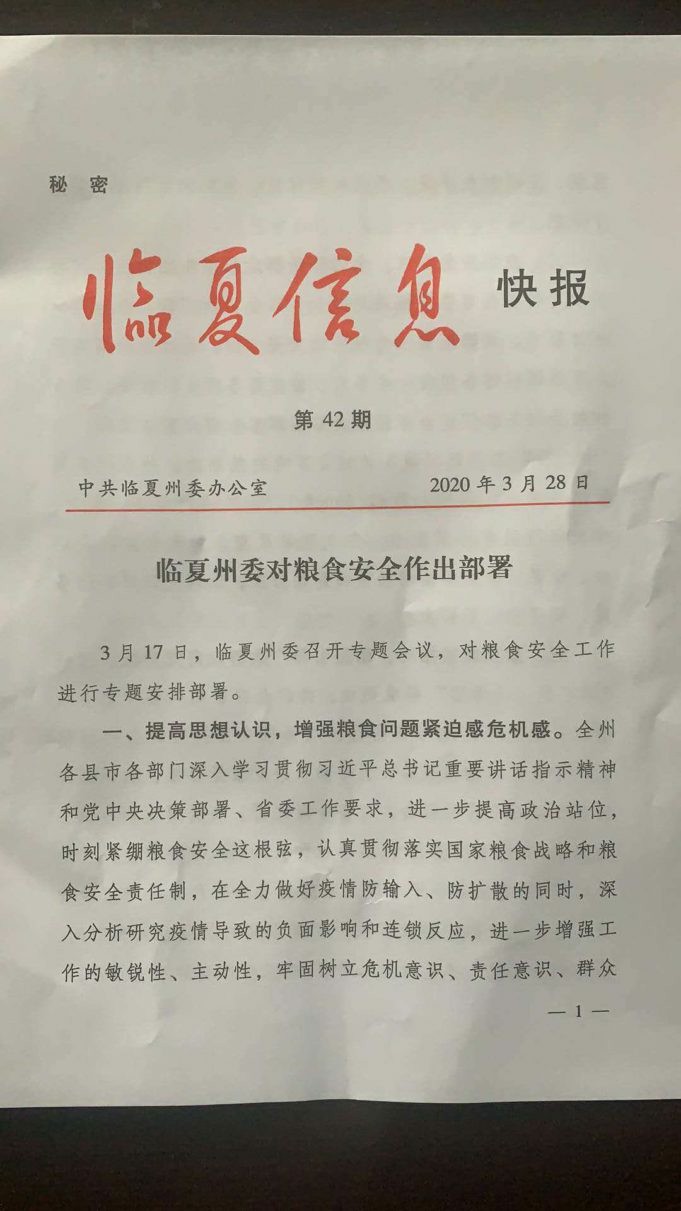 秘 密
临夏信息 快报
第 42 期
中共临夏州委办公室 2020 年 3 月 28 日
临夏州委对粮食安全作出部署
3 月 17 日，临夏州委召开专题会议，对粮食安全工作
进行专题安排部署。
一、提高思想认识，增强粮食问题紧迫感危机感。全州
各县市各部门深入学习贯彻习近平总书记重要讲话指示精神
和党中央决策部署、省委工作要求，进一步提高政治站位，
时刻紧绷粮食安全这根弦，认真贯彻落实国家粮食战略和粮
食安全责任制，在全力做好疫情防输入、防扩散的同时，深
入分析研究疫情导致的负面影响和连锁反应，进一步增强工
作的敏锐性、主动性，牢固树立危机意识、责任意识、群众
— 1 —